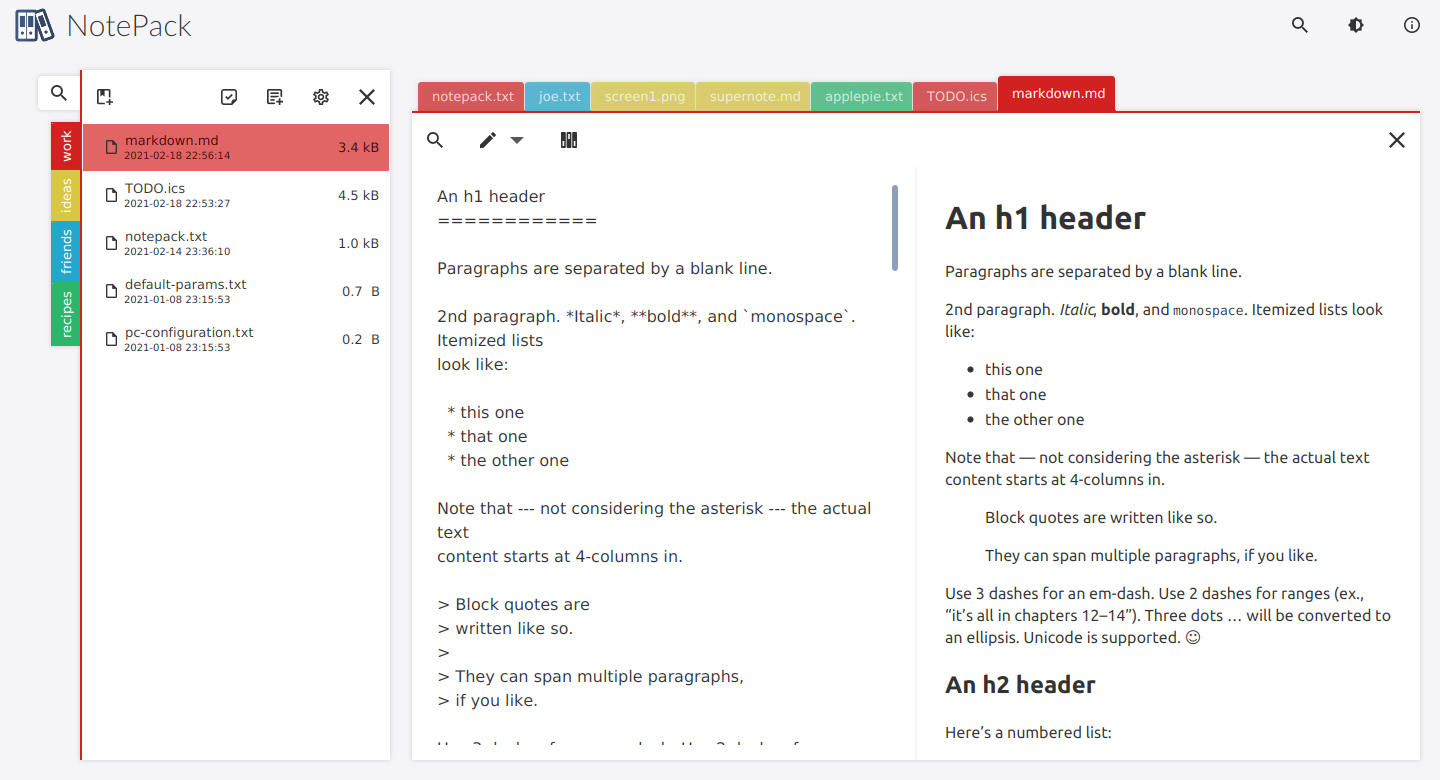 NotePack
work
ideas
friends
recipes
markdown.md
2021-02-18 22:56:14
3.4 kB
TODO.ics
2021-02-18 22:53:27
4.5 kB
notepack.txt
2021-02-14 23:36:10
1.0 kB
default-params.txt
2021-01-08 23:15:53
0.7 B
pc-configuration.txt
2021-01-08 23:15:53
0.2 B
notepack.txt joe.txt screen1.png supernote.md applepie.txt TODO.ics markdown.md
An h1 header
============
Paragraphs are separated by a blank line.
2nd paragraph. *Italic*, **bold**, and `monospace`.
Itemized lists
look like:
* this one
* that one
* the other one
Note that --- not considering the asterisk --- the actual
text
content starts at 4-columns in.
> Block quotes are
> written like so.
>
> They can span multiple paragraphs,
> if you like.
An h1 header
Paragraphs are separated by a blank line.
2nd paragraph. Italic, bold, and monospace. Itemized lists look
like:
• this one
• that one
• the other one
Note that — not considering the asterisk — the actual text
content starts at 4-columns in.
Block quotes are written like so.
They can span multiple paragraphs, if you like.
Use 3 dashes for an em-dash. Use 2 dashes for ranges (ex.,
“it’s all in chapters 12–14”). Three dots … will be converted to
an ellipsis. Unicode is supported. ☺
An h2 header
Here’s a numbered list: